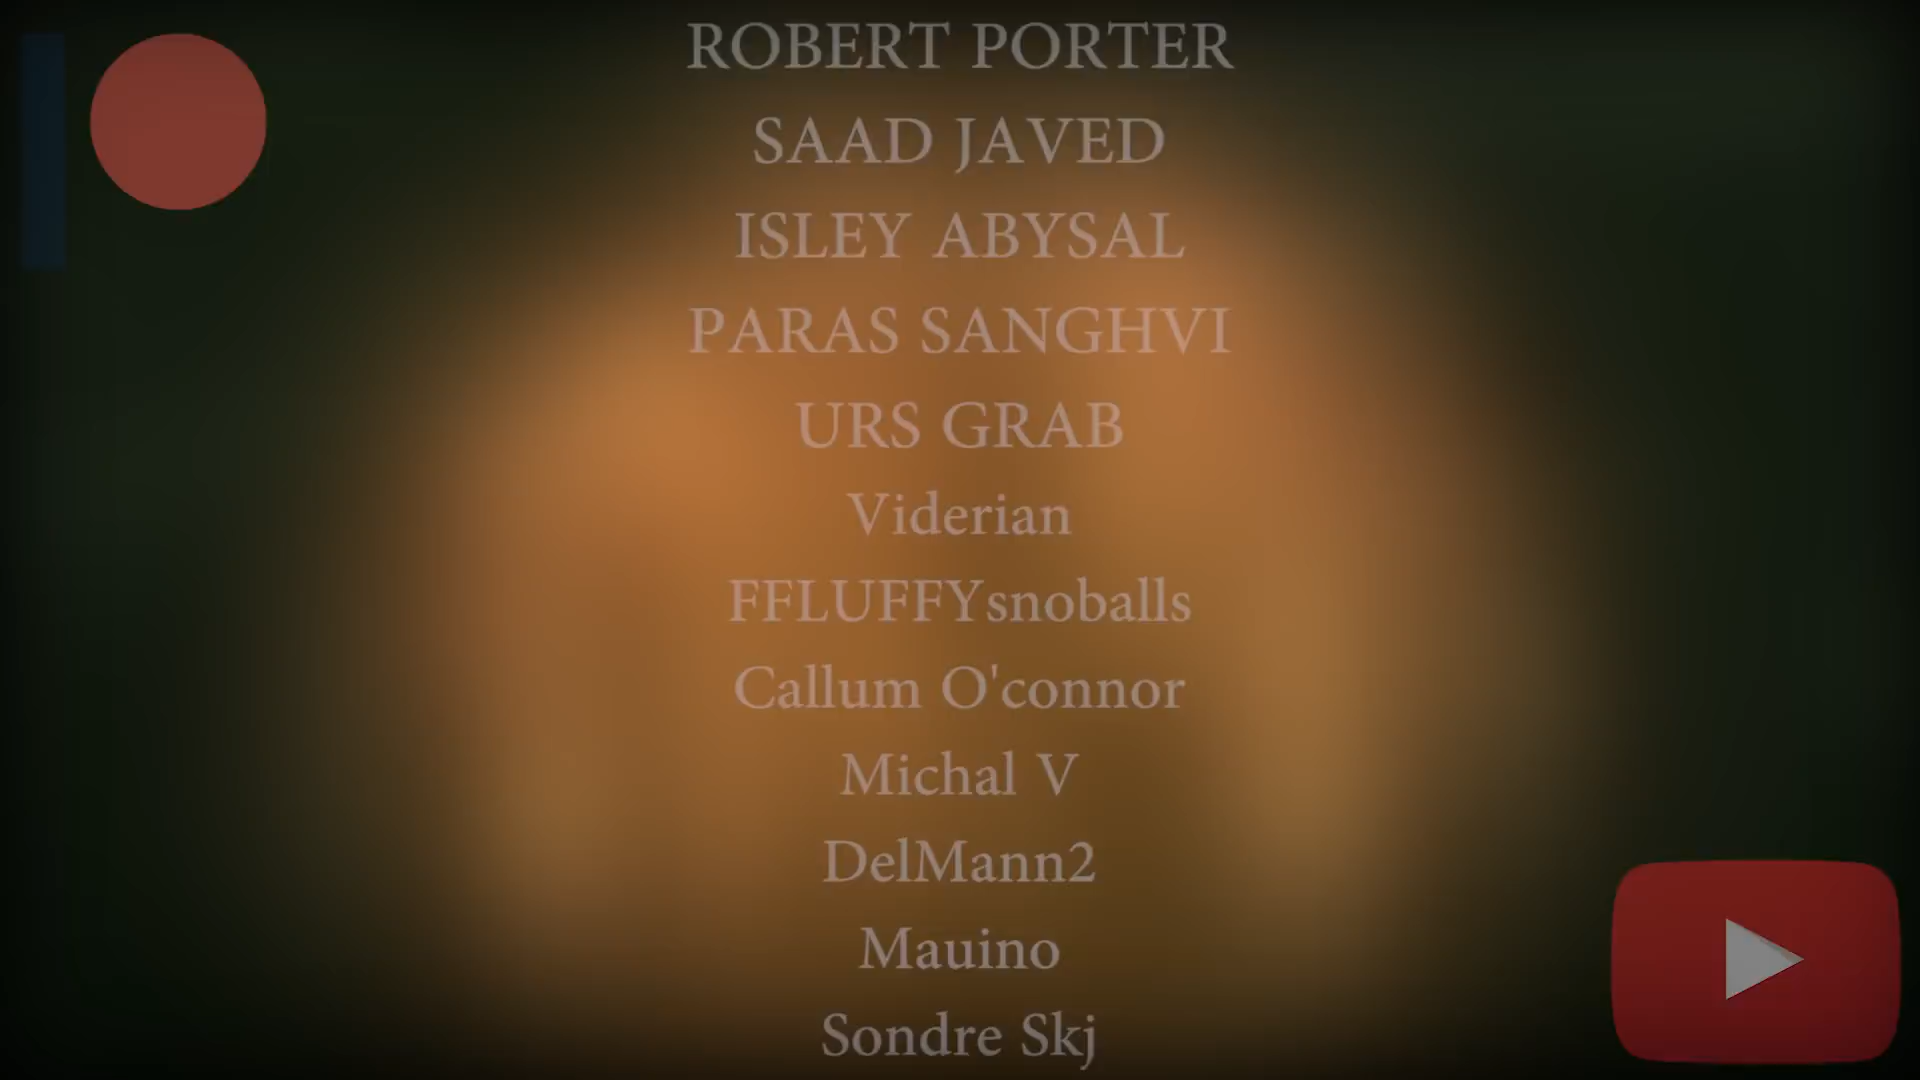 ROBERT PORTER
SAAD JAVED
ISLEY ABYSAL
PARAS SANGHVI
URS GRAB
Viderian
FFLUFFYsnoballs
Callum O'connor
Michal V
DelMann2
Mauino
Sondre Skj